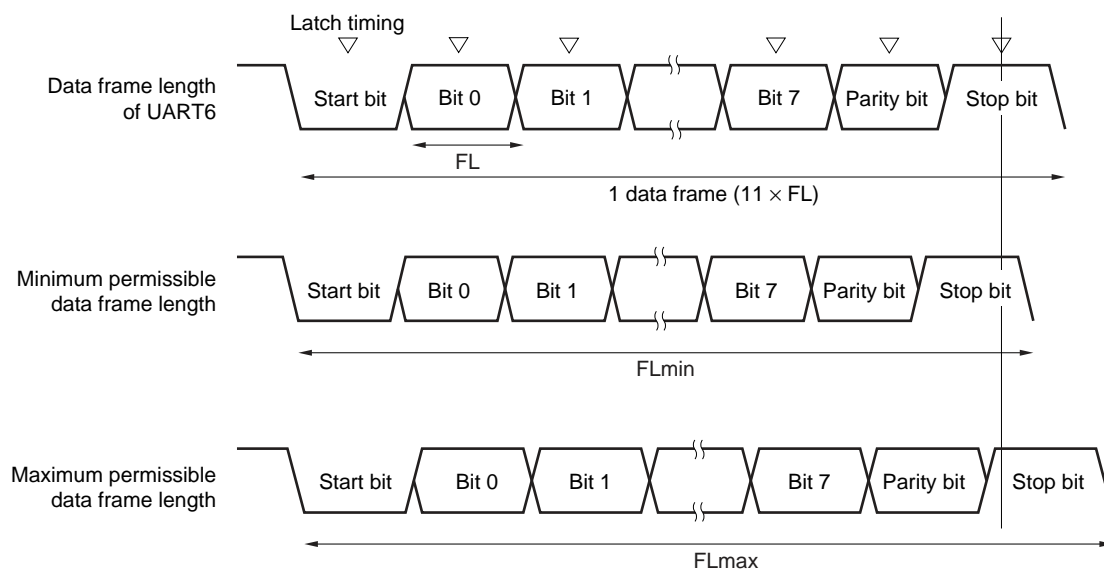 Latch timing
Data frame length
of UART6
Start bit
Bit 0
Bit 1
Bit 7
Parity bit
Stop bit
FL
1 data frame (11 × FL)
Minimum permissible
data frame length
Start bit
Bit 0
Bit 1
Bit 7
Parity bit
Stop bit
FLmin
Maximum permissible
data frame length
Start bit
Bit 0
Bit 1
Bit 7
Parity bit
Stop bit
FLmax